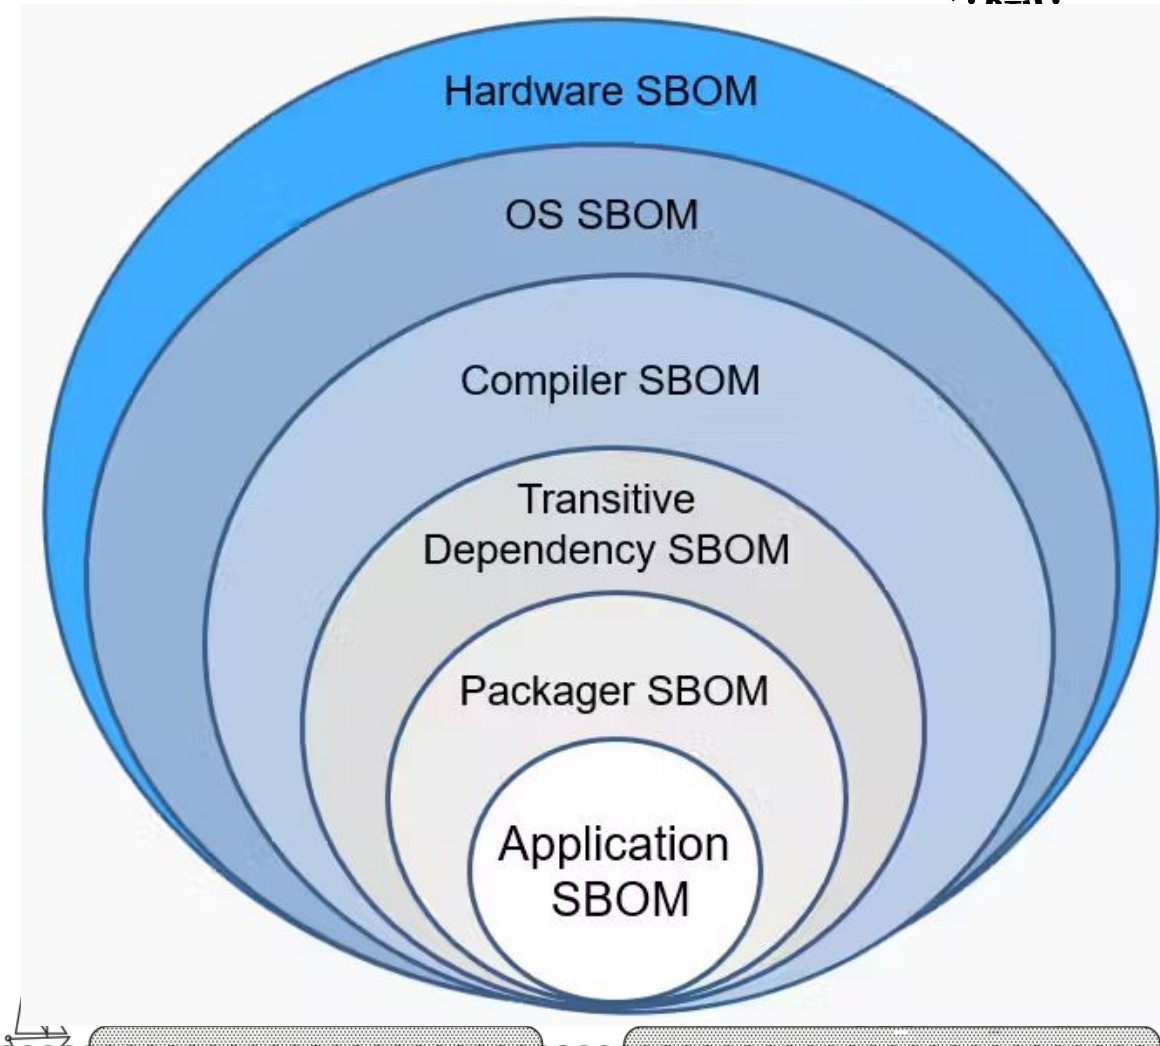 Hardware SBOM
OS SBOM
Compiler SBOM
Transitive
Dependency SBOM
Packager SBOM
Application
SBOM